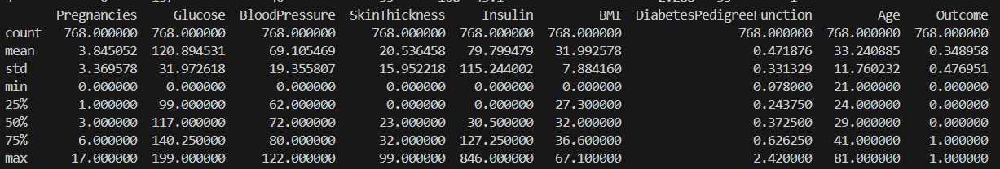 Pregnancies Glucose BloodPressure SkinThickness Insulin BMI DiabetesPedigreeFunction Age Outcome
count 768.000000 768.000000 768.000000 768.000000 768.000000 768.000000 768.000000 768.000000 768.000000
mean 3.845052 120.894531 69.105469 20.536458 79.799479 31.992578 0.471876 33.240885 0.348958
std 3.369578 31.972618 19.355807 15.952218 115.244002 7.884160 0.331329 11.760232 0.476951
min 0.000000 0.000000 0.000000 0.000000 0.000000 0.000000 0.078000 21.000000 0.000000
25% 1.000000 99.000000 62.000000 0.000000 0.000000 27.300000 0.243750 24.000000 0.000000
50% 3.000000 117.000000 72.000000 23.000000 30.500000 32.000000 0.372500 29.000000 0.000000
75% 6.000000 140.250000 80.000000 32.000000 127.250000 36.600000 0.626250 41.000000 1.000000
max 17.000000 199.000000 122.000000 99.000000 846.000000 67.100000 2.420000 81.000000 1.000000